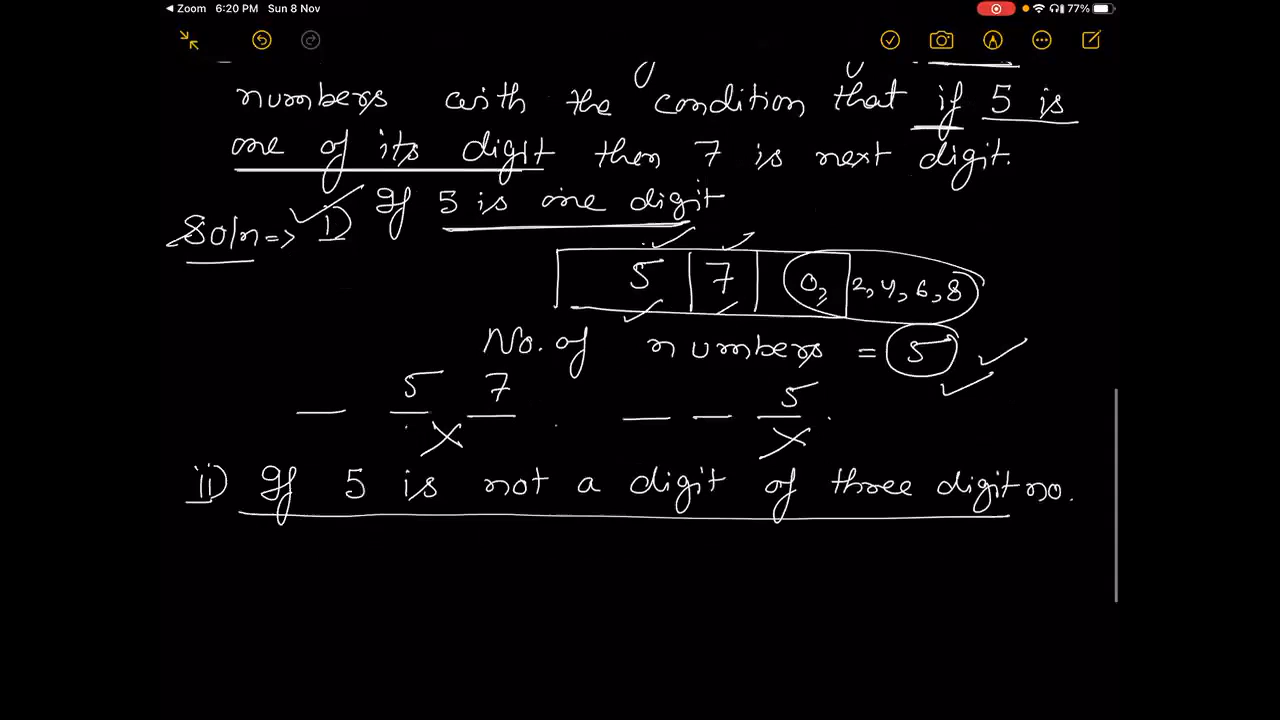 Zoom 6:20 PM Sun 8 Nov 77%
numbers with the condition that if 5 is
one of its digit then 7 is next digit.
Soln => I) If 5 is one digit
5 7 0, 2, 4, 6, 8
No. of numbers = 5
5 7 5
ii) If 5 is not a digit of three digit no.